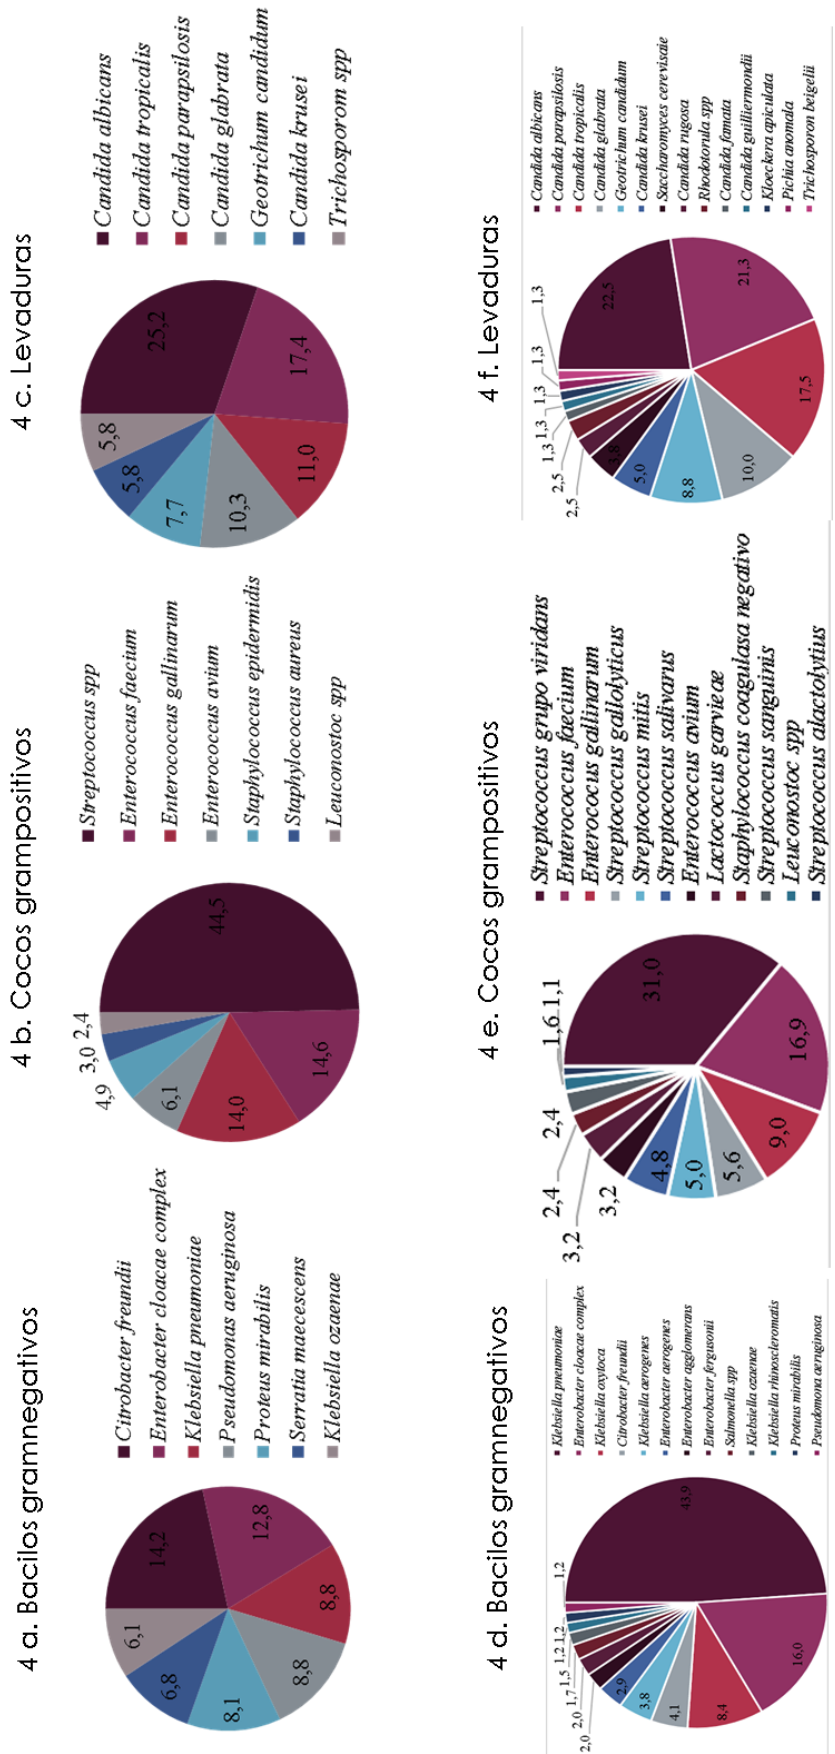 4 a. Bacilos gramnegativos
14,2
12,8
8,8
8,8
8,1
6,8
6,1
Citrobacter freundii
Enterobacter cloacae complex
Klebsiella pneumoniae
Pseudomonas aeruginosa
Proteus mirabilis
Serratia maecescens
Klebsiella ozaenae
4 b. Cocos grampositivos
44,5
14,6
14,0
6,1
4,9
3,0
2,4
Streptococcus spp
Enterococcus faecium
Enterococcus gallinarum
Enterococcus avium
Staphylococcus epidermidis
Staphylococcus aureus
Leuconostoc spp
4 c. Levaduras
25,2
17,4
11,0
10,3
7,7
5,8
5,8
Candida albicans
Candida tropicalis
Candida parapsilosis
Candida glabrata
Geotrichum candidum
Candida krusei
Trichosporom spp
4 d. Bacilos gramnegativos
43,9
16,0
8,4
4,1
3,8
2,9
2,0
2,0
1,7
1,5
1,2
1,2
1,2
Klebsiella pneumoniae
Enterobacter cloacae complex
Klebsiella oxytoca
Citrobacter freundii
Klebsiella aerogenes
Enterobacter aerogenes
Enterobacter agglomerans
Enterobacter fergusonii
Salmonella spp
Klebsiella ozaenae
Klebsiella rhinoscleromatis
Proteus mirabilis
Pseudomona aeruginosa
4 e. Cocos grampositivos
31,0
16,9
9,0
5,6
5,0
4,8
3,2
3,2
2,4
2,4
1,6
1,1
Streptococcus grupo viridans
Enterococcus faecium
Enterococus gallinarum
Streptococcus gallolyticus
Streptococcus mitis
Streptococcus salivarus
Enterococcus avium
Lactococcus garvieae
Staphylococcus coagulasa negativo
Streptococcus sanguinis
Leuconostoc spp
Streptococcus alactolytius
4 f. Levaduras
22,5
21,3
17,5
10,0
8,8
5,0
3,8
2,5
2,5
1,3
1,3
1,3
1,3
1,3
Candida albicans
Candida parapsilosis
Candida tropicalis
Candida glabrata
Geotrichum candidum
Candida krusei
Saccharomyces cerevisaie
Candida rugosa
Rhodotorula spp
Candida famata
Candida guilliermondii
Kloeckera apiculata
Pichia anomala
Trichosporon beigelii